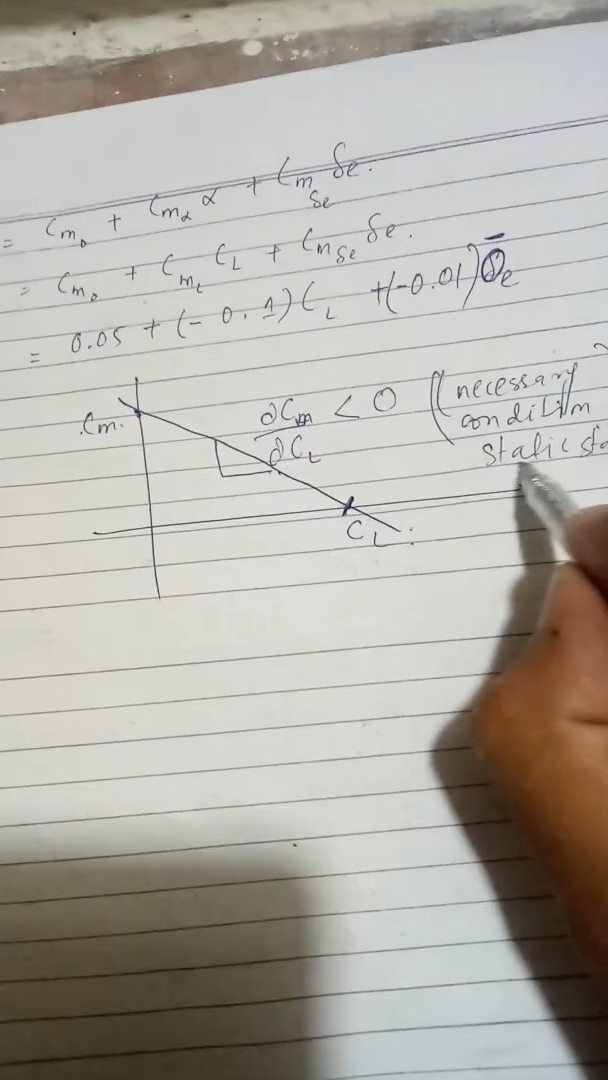 = Cm₀ + Cmα α + Cmδe δe.
= Cm₀ + CmL CL + Cmδe δe.
= 0.05 + (-0.1)CL + (-0.01)δe
Cm. ∂Cm/∂CL < 0 (necessary
condition
static sta
CL